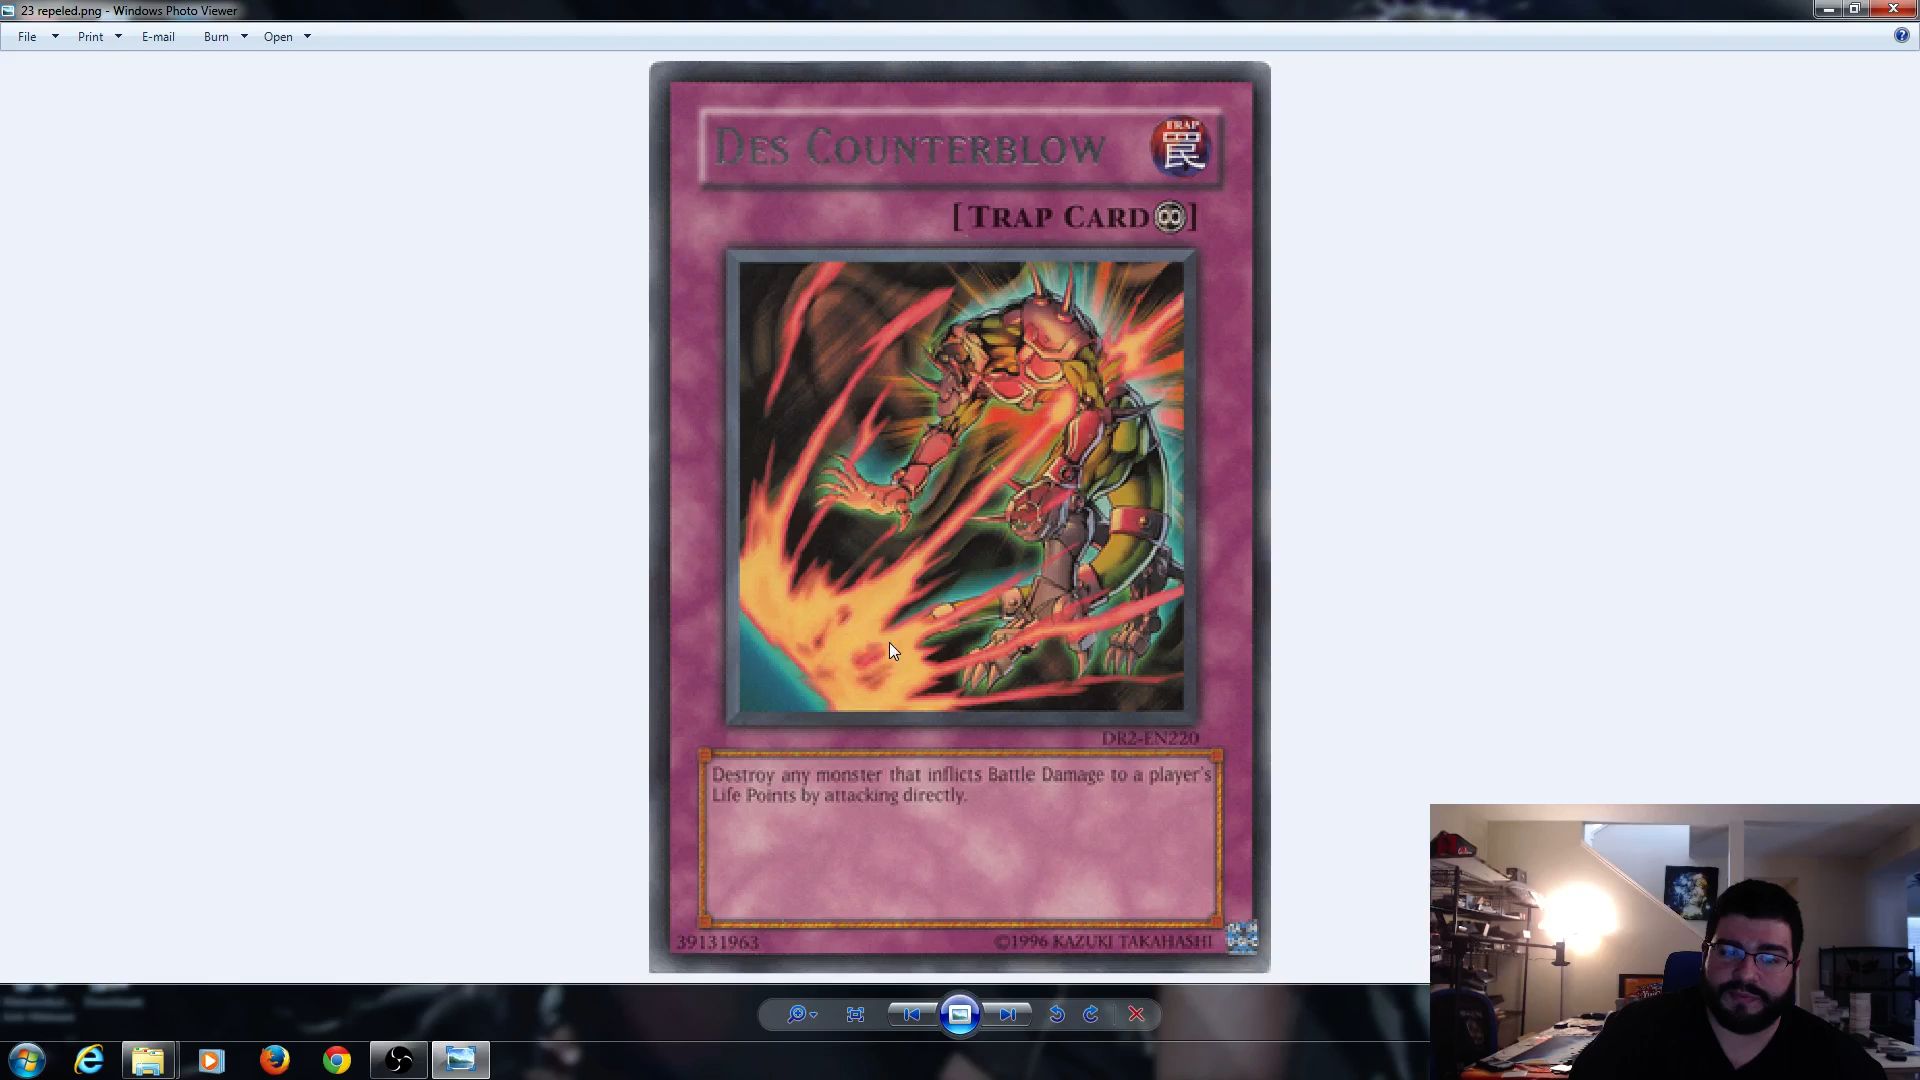 23 repeled.png - Windows Photo Viewer
File Print E-mail Burn Open
DES COUNTERBLOW
TRAP
罠
[TRAP CARD]
DR2-EN220
Destroy any monster that inflicts Battle Damage to a player's
Life Points by attacking directly.
39131963
©1996 KAZUKI TAKAHASHI